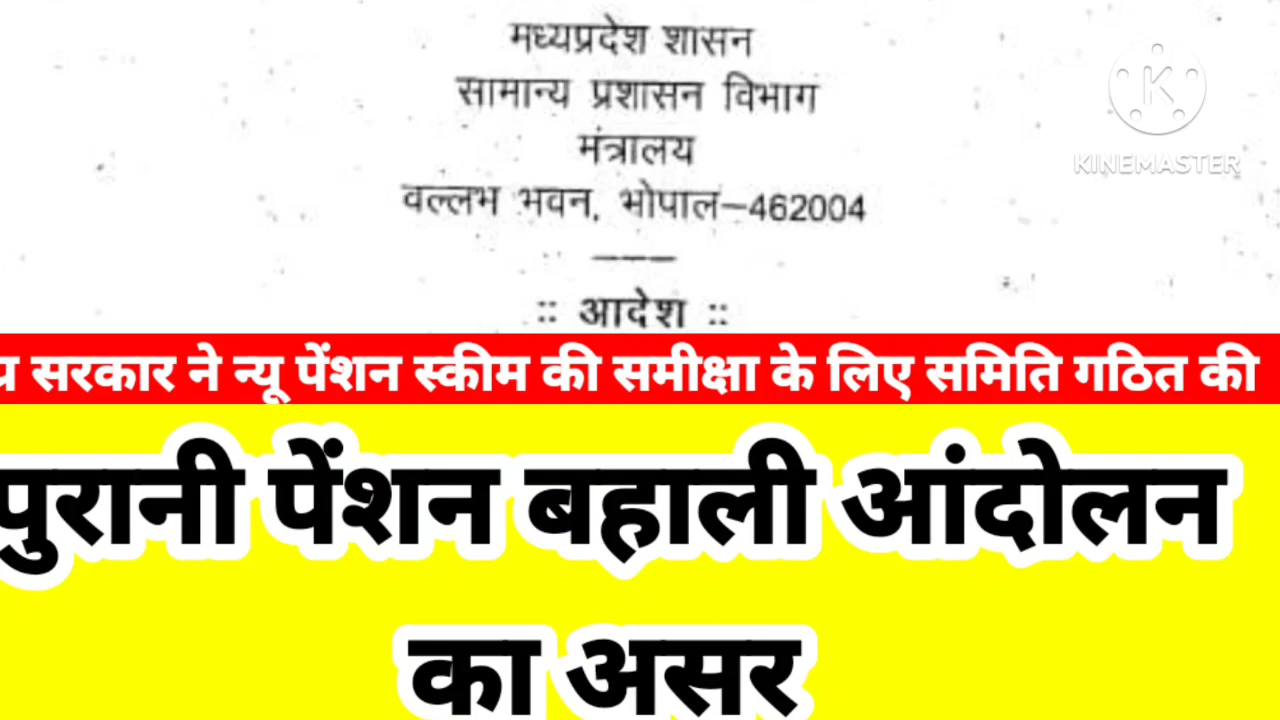 मध्यप्रदेश शासन
सामान्य प्रशासन विभाग
मंत्रालय
वल्लभ भवन, भोपाल-462004
:: आदेश ::
KINEMASTER
प्र सरकार ने न्यू पेंशन स्कीम की समीक्षा के लिए समिति गठित की
पुरानी पेंशन बहाली आंदोलन
का असर